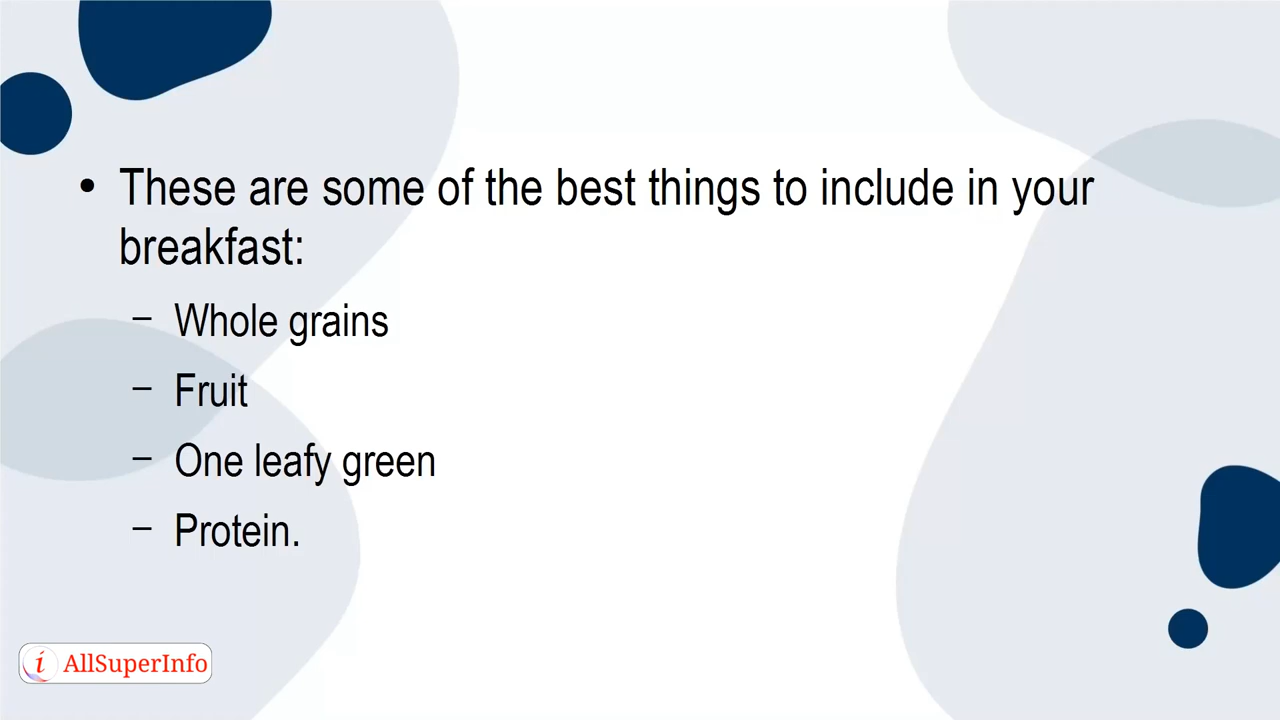 • These are some of the best things to include in your
breakfast:
– Whole grains
– Fruit
– One leafy green
– Protein.
i AllSuperInfo